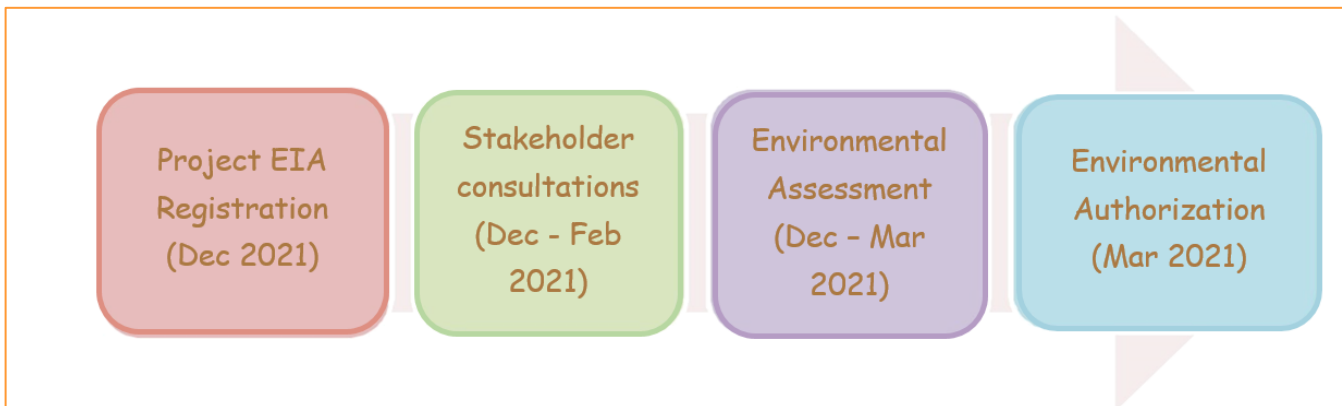 Project EIA
Registration
(Dec 2021)
Stakeholder
consultations
(Dec - Feb
2021)
Environmental
Assessment
(Dec – Mar
2021)
Environmental
Authorization
(Mar 2021)